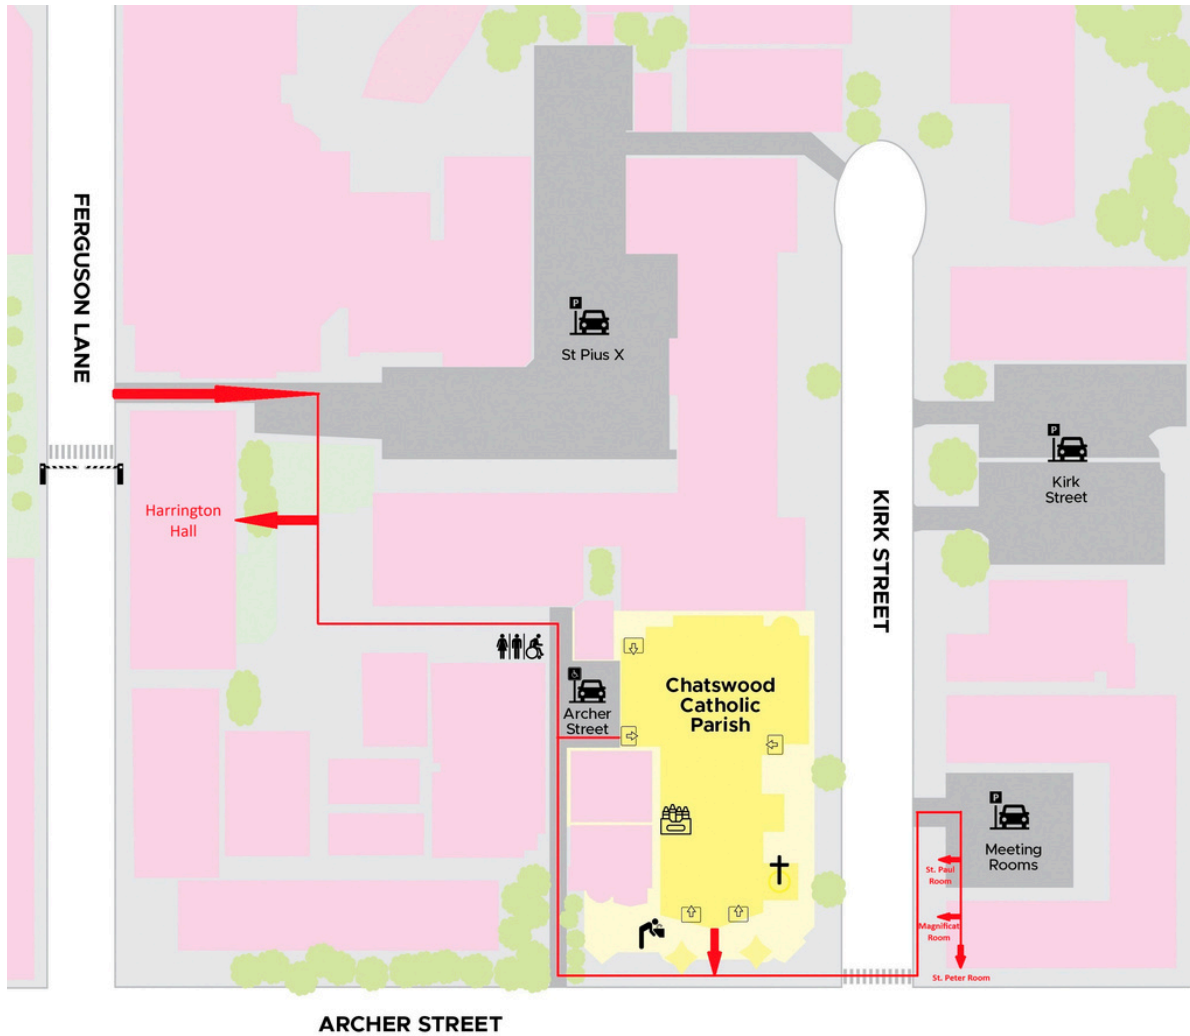 FERGUSON LANE
P
St Pius X
Harrington
Hall
P
Kirk
Street
KIRK STREET
Archer
Street
Chatswood
Catholic
Parish
P
Meeting
Rooms
St. Paul
Room
Magnificat
Room
St. Peter Room
ARCHER STREET